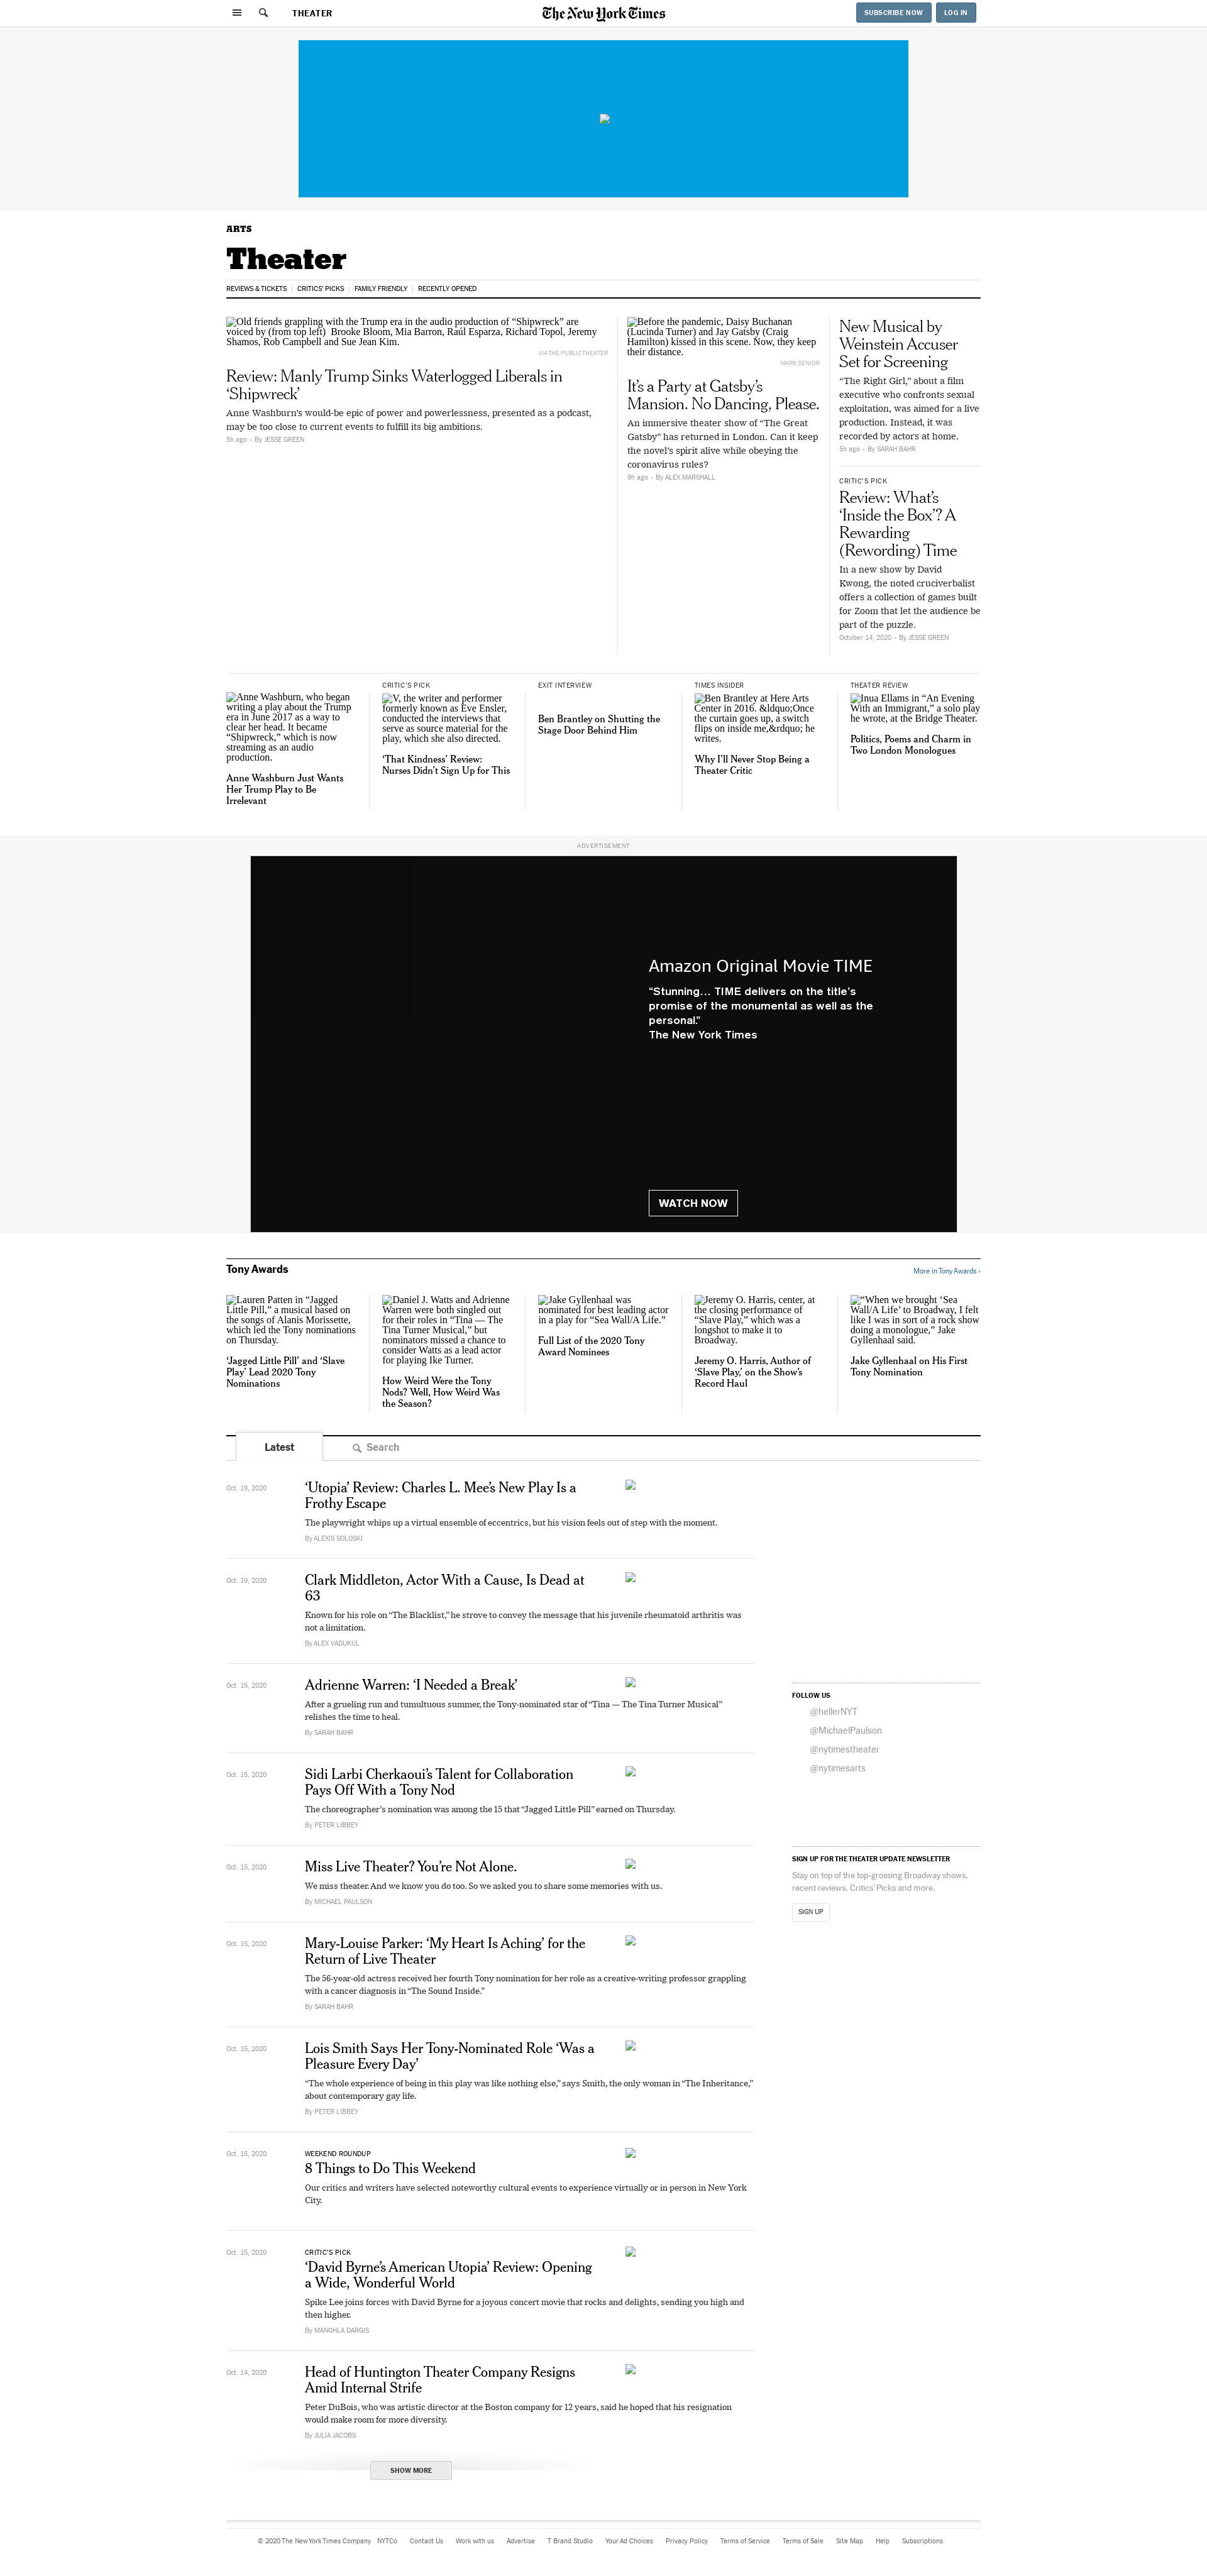 THEATER
The New York Times
SUBSCRIBE NOW
LOG IN
ARTS
Theater
REVIEWS & TICKETS | CRITICS' PICKS | FAMILY FRIENDLY | RECENTLY OPENED
Old friends grappling with the Trump era in the audio production of “Shipwreck” are
voiced by (from top left)  Brooke Bloom, Mia Barron, Raúl Esparza, Richard Topol, Jeremy
Shamos, Rob Campbell and Sue Jean Kim.
VIA THE PUBLIC THEATER
Review: Manly Trump Sinks Waterlogged Liberals in
‘Shipwreck’
Anne Washburn’s would-be epic of power and powerlessness, presented as a podcast,
may be too close to current events to fulfill its big ambitions.
5h ago • By JESSE GREEN
Before the pandemic, Daisy Buchanan
(Lucinda Turner) and Jay Gatsby (Craig
Hamilton) kissed in this scene. Now, they keep
their distance.
MARK SENIOR
It’s a Party at Gatsby’s
Mansion. No Dancing, Please.
An immersive theater show of “The Great
Gatsby” has returned in London. Can it keep
the novel’s spirit alive while obeying the
coronavirus rules?
9h ago • By ALEX MARSHALL
New Musical by
Weinstein Accuser
Set for Screening
“The Right Girl,” about a film
executive who confronts sexual
exploitation, was aimed for a live
production. Instead, it was
recorded by actors at home.
5h ago • By SARAH BAHR
CRITIC’S PICK
Review: What’s
‘Inside the Box’? A
Rewarding
(Rewording) Time
In a new show by David
Kwong, the noted cruciverbalist
offers a collection of games built
for Zoom that let the audience be
part of the puzzle.
October 14, 2020 • By JESSE GREEN
Anne Washburn, who began
writing a play about the Trump
era in June 2017 as a way to
clear her head. It became
“Shipwreck,” which is now
streaming as an audio
production.
Anne Washburn Just Wants
Her Trump Play to Be
Irrelevant
CRITIC’S PICK
V, the writer and performer
formerly known as Eve Ensler,
conducted the interviews that
serve as source material for the
play, which she also directed.
‘That Kindness’ Review:
Nurses Didn’t Sign Up for This
EXIT INTERVIEW
Ben Brantley on Shutting the
Stage Door Behind Him
TIMES INSIDER
Ben Brantley at Here Arts
Center in 2016. &ldquo;Once
the curtain goes up, a switch
flips on inside me,&rdquo; he
writes.
Why I’ll Never Stop Being a
Theater Critic
THEATER REVIEW
Inua Ellams in “An Evening
With an Immigrant,” a solo play
he wrote, at the Bridge Theater.
Politics, Poems and Charm in
Two London Monologues
ADVERTISEMENT
Amazon Original Movie TIME
“Stunning… TIME delivers on the title’s
promise of the monumental as well as the
personal.”
The New York Times
WATCH NOW
Tony Awards
More in Tony Awards ›
Lauren Patten in “Jagged
Little Pill,” a musical based on
the songs of Alanis Morissette,
which led the Tony nominations
on Thursday.
‘Jagged Little Pill’ and ‘Slave
Play’ Lead 2020 Tony
Nominations
Daniel J. Watts and Adrienne
Warren were both singled out
for their roles in “Tina — The
Tina Turner Musical,” but
nominators missed a chance to
consider Watts as a lead actor
for playing Ike Turner.
How Weird Were the Tony
Nods? Well, How Weird Was
the Season?
Jake Gyllenhaal was
nominated for best leading actor
in a play for “Sea Wall/A Life.”
Full List of the 2020 Tony
Award Nominees
Jeremy O. Harris, center, at
the closing performance of
“Slave Play,” which was a
longshot to make it to
Broadway.
Jeremy O. Harris, Author of
‘Slave Play,’ on the Show’s
Record Haul
“When we brought ‘Sea
Wall/A Life’ to Broadway, I felt
like I was in sort of a rock show
doing a monologue,” Jake
Gyllenhaal said.
Jake Gyllenhaal on His First
Tony Nomination
Latest
Search
Oct. 19, 2020
‘Utopia’ Review: Charles L. Mee’s New Play Is a
Frothy Escape
The playwright whips up a virtual ensemble of eccentrics, but his vision feels out of step with the moment.
By ALEXIS SOLOSKI
Oct. 19, 2020
Clark Middleton, Actor With a Cause, Is Dead at
63
Known for his role on “The Blacklist,” he strove to convey the message that his juvenile rheumatoid arthritis was
not a limitation.
By ALEX VADUKUL
Oct. 15, 2020
Adrienne Warren: ‘I Needed a Break’
After a grueling run and tumultuous summer, the Tony-nominated star of “Tina — The Tina Turner Musical”
relishes the time to heal.
By SARAH BAHR
Oct. 15, 2020
Sidi Larbi Cherkaoui’s Talent for Collaboration
Pays Off With a Tony Nod
The choreographer’s nomination was among the 15 that “Jagged Little Pill” earned on Thursday.
By PETER LIBBEY
Oct. 15, 2020
Miss Live Theater? You’re Not Alone.
We miss theater. And we know you do too. So we asked you to share some memories with us.
By MICHAEL PAULSON
Oct. 15, 2020
Mary-Louise Parker: ‘My Heart Is Aching’ for the
Return of Live Theater
The 56-year-old actress received her fourth Tony nomination for her role as a creative-writing professor grappling
with a cancer diagnosis in “The Sound Inside.”
By SARAH BAHR
Oct. 15, 2020
Lois Smith Says Her Tony-Nominated Role ‘Was a
Pleasure Every Day’
“The whole experience of being in this play was like nothing else,” says Smith, the only woman in “The Inheritance,”
about contemporary gay life.
By PETER LIBBEY
Oct. 15, 2020
WEEKEND ROUNDUP
8 Things to Do This Weekend
Our critics and writers have selected noteworthy cultural events to experience virtually or in person in New York
City.
Oct. 15, 2020
CRITIC’S PICK
‘David Byrne’s American Utopia’ Review: Opening
a Wide, Wonderful World
Spike Lee joins forces with David Byrne for a joyous concert movie that rocks and delights, sending you high and
then higher.
By MANOHLA DARGIS
Oct. 14, 2020
Head of Huntington Theater Company Resigns
Amid Internal Strife
Peter DuBois, who was artistic director at the Boston company for 12 years, said he hoped that his resignation
would make room for more diversity.
By JULIA JACOBS
SHOW MORE
FOLLOW US
@hellerNYT
@MichaelPaulson
@nytimestheater
@nytimesarts
SIGN UP FOR THE THEATER UPDATE NEWSLETTER
Stay on top of the top-grossing Broadway shows,
recent reviews, Critics’ Picks and more.
SIGN UP
© 2020 The New York Times Company NYTCo Contact Us Work with us Advertise T Brand Studio Your Ad Choices Privacy Policy Terms of Service Terms of Sale Site Map Help Subscriptions